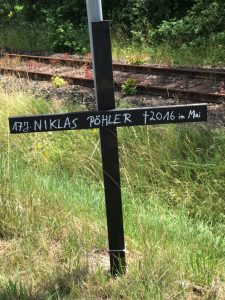 17J. NIKLAS PÖHLER †2016 im Mai